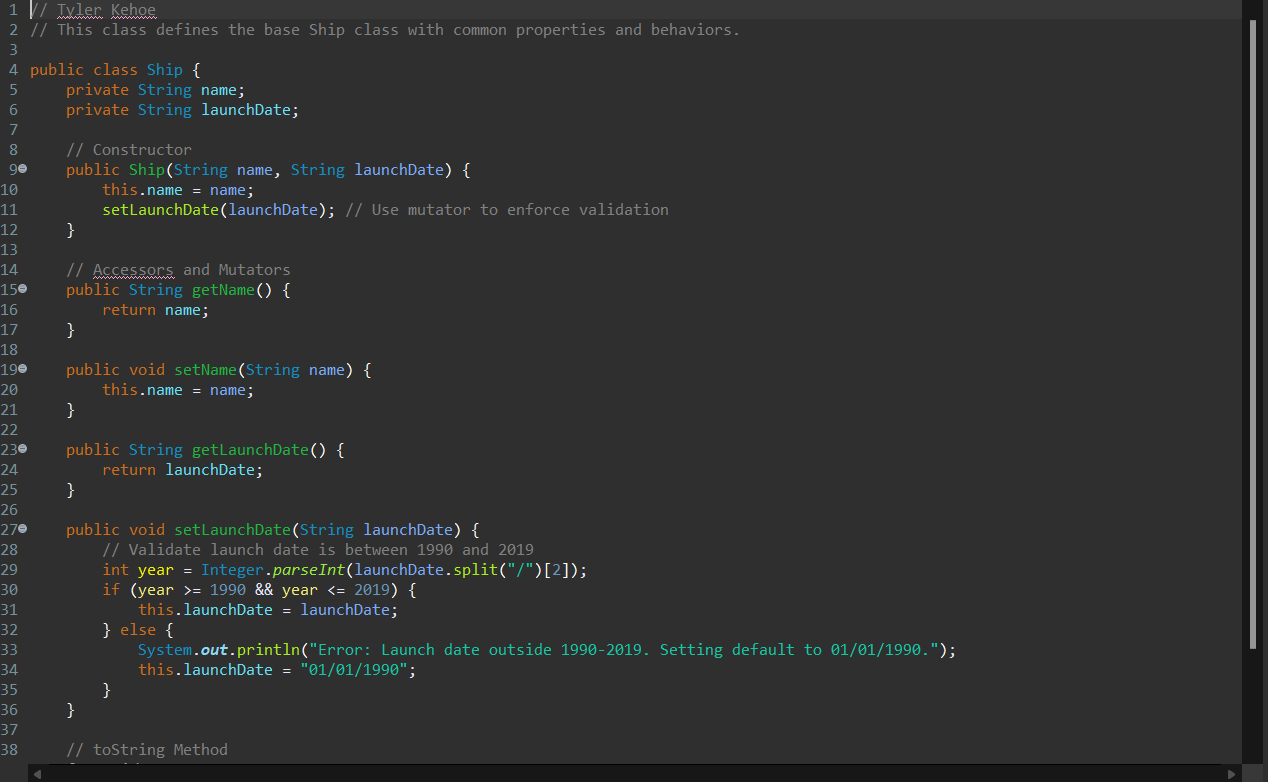 1 // Tyler Kehoe
2 // This class defines the base Ship class with common properties and behaviors.
3
4 public class Ship {
5     private String name;
6     private String launchDate;
7
8     // Constructor
9     public Ship(String name, String launchDate) {
10         this.name = name;
11         setLaunchDate(launchDate); // Use mutator to enforce validation
12     }
13
14     // Accessors and Mutators
15     public String getName() {
16         return name;
17     }
18
19     public void setName(String name) {
20         this.name = name;
21     }
22
23     public String getLaunchDate() {
24         return launchDate;
25     }
26
27     public void setLaunchDate(String launchDate) {
28         // Validate launch date is between 1990 and 2019
29         int year = Integer.parseInt(launchDate.split("/")[2]);
30         if (year >= 1990 && year <= 2019) {
31             this.launchDate = launchDate;
32         } else {
33             System.out.println("Error: Launch date outside 1990-2019. Setting default to 01/01/1990.");
34             this.launchDate = "01/01/1990";
35         }
36     }
37
38     // toString Method